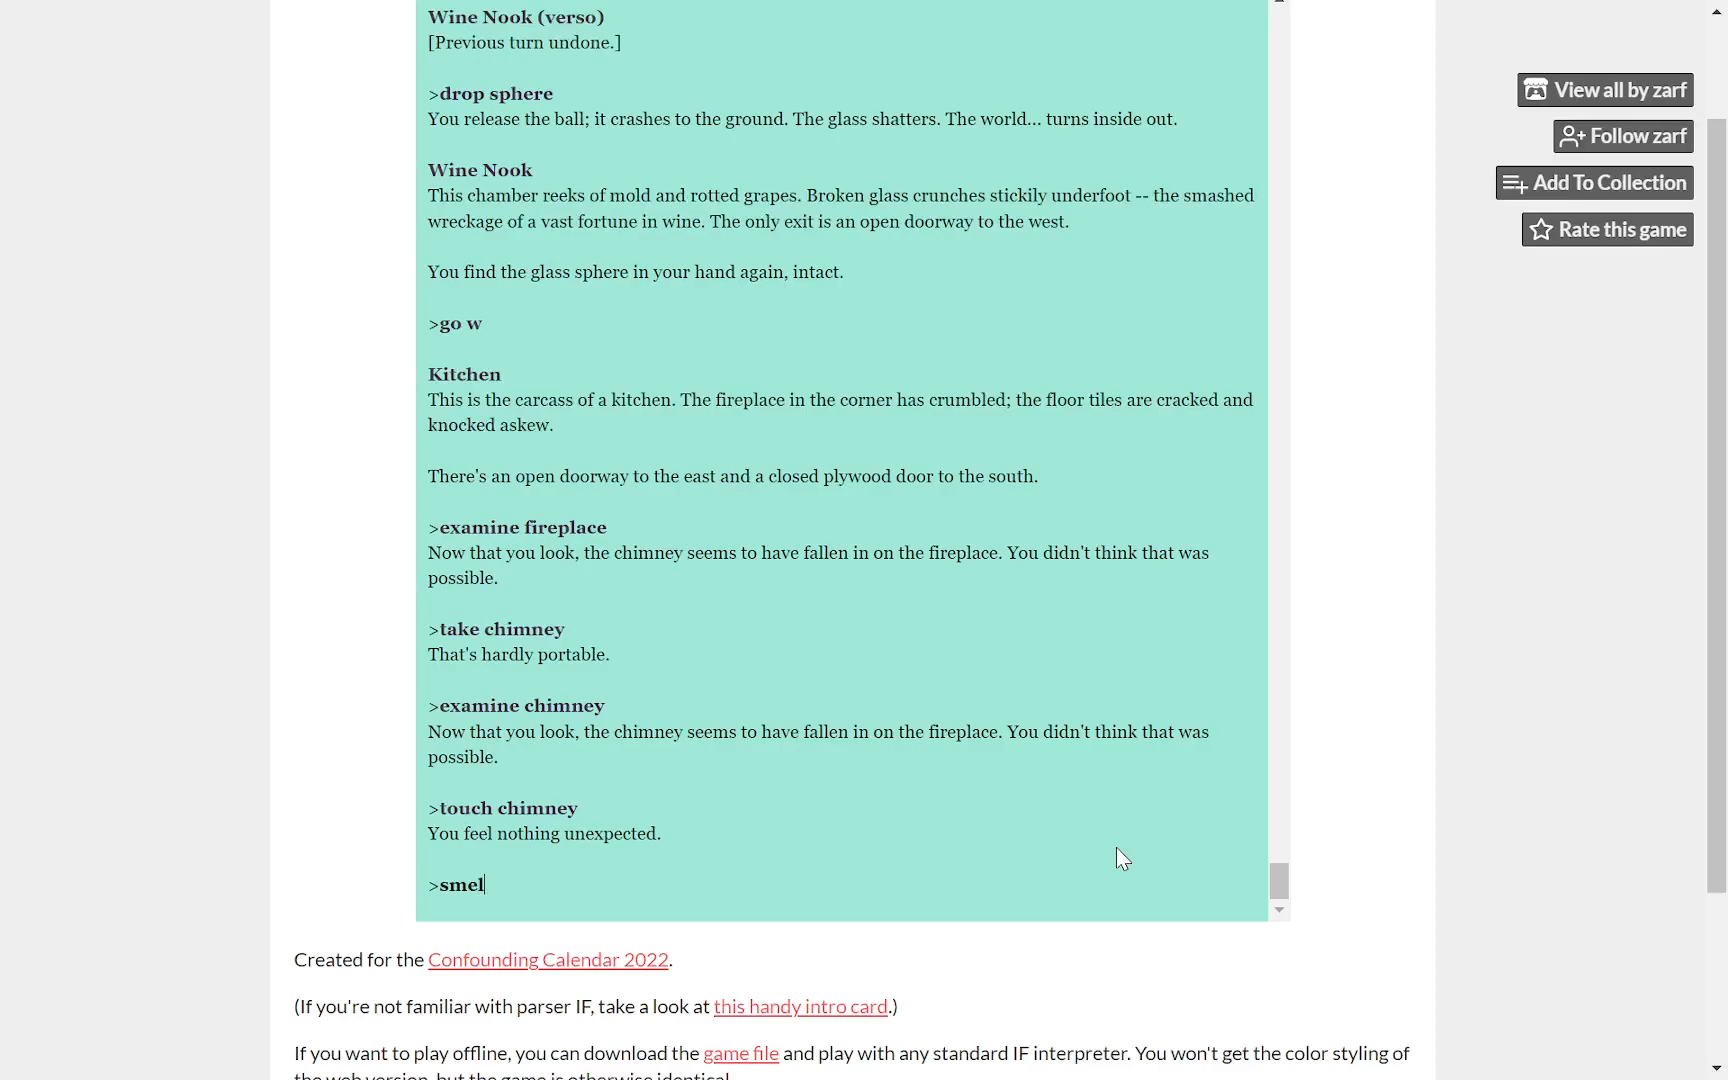 Wine Nook (verso)
[Previous turn undone.]
>drop sphere
You release the ball; it crashes to the ground. The glass shatters. The world... turns inside out.
Wine Nook
This chamber reeks of mold and rotted grapes. Broken glass crunches stickily underfoot -- the smashed
wreckage of a vast fortune in wine. The only exit is an open doorway to the west.
You find the glass sphere in your hand again, intact.
>go w
Kitchen
This is the carcass of a kitchen. The fireplace in the corner has crumbled; the floor tiles are cracked and
knocked askew.
There's an open doorway to the east and a closed plywood door to the south.
>examine fireplace
Now that you look, the chimney seems to have fallen in on the fireplace. You didn't think that was
possible.
>take chimney
That's hardly portable.
>examine chimney
Now that you look, the chimney seems to have fallen in on the fireplace. You didn't think that was
possible.
>touch chimney
You feel nothing unexpected.
>smel
Created for the Confounding Calendar 2022.
(If you're not familiar with parser IF, take a look at this handy intro card.)
If you want to play offline, you can download the game file and play with any standard IF interpreter. You won't get the color styling of
the web version, but the game is otherwise identical.
View all by zarf
Follow zarf
Add To Collection
Rate this game